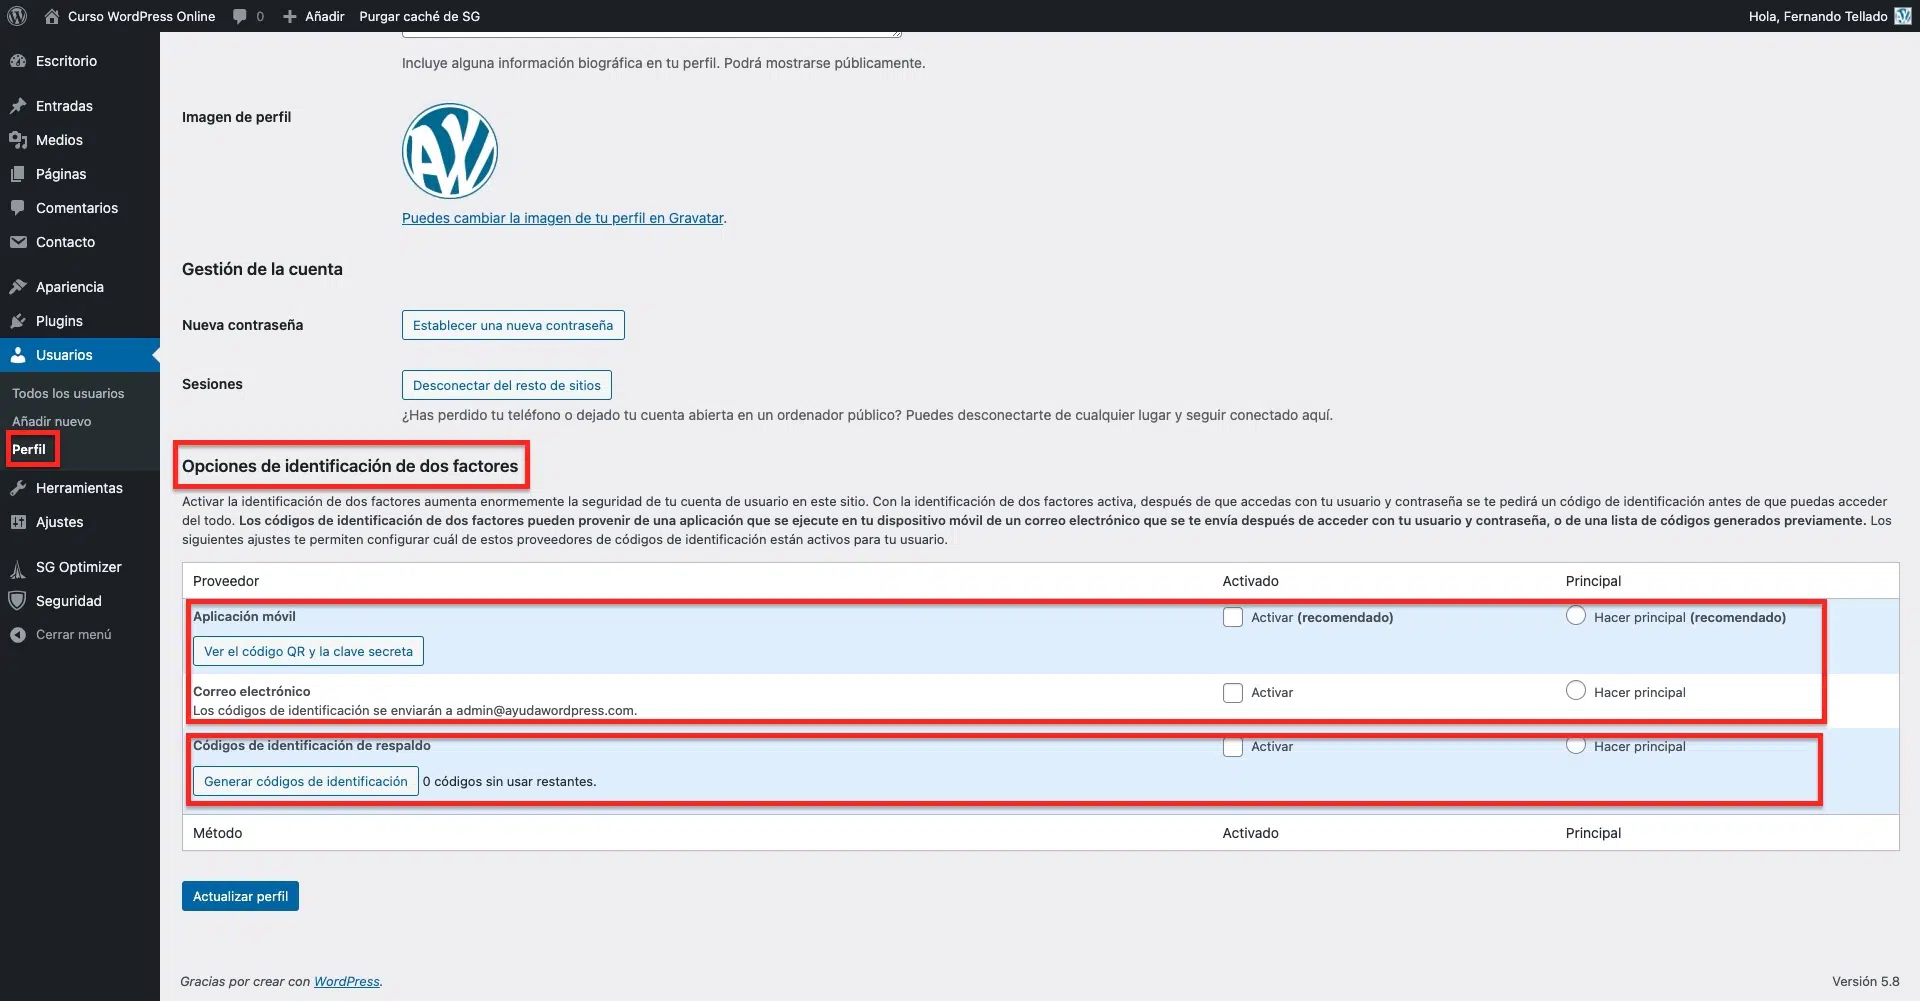 Curso WordPress Online 0 Añadir Purgar caché de SG Hola, Fernando Tellado
Escritorio
Entradas
Medios
Páginas
Comentarios
Contacto
Apariencia
Plugins
Usuarios
Todos los usuarios
Añadir nuevo
Perfil
Herramientas
Ajustes
SG Optimizer
Seguridad
Cerrar menú
Incluye alguna información biográfica en tu perfil. Podrá mostrarse públicamente.
Imagen de perfil
AW
Puedes cambiar la imagen de tu perfil en Gravatar.
Gestión de la cuenta
Nueva contraseña Establecer una nueva contraseña
Sesiones Desconectar del resto de sitios
¿Has perdido tu teléfono o dejado tu cuenta abierta en un ordenador público? Puedes desconectarte de cualquier lugar y seguir conectado aquí.
Opciones de identificación de dos factores
Activar la identificación de dos factores aumenta enormemente la seguridad de tu cuenta de usuario en este sitio. Con la identificación de dos factores activa, después de que accedas con tu usuario y contraseña se te pedirá un código de identificación antes de que puedas acceder
del todo. Los códigos de identificación de dos factores pueden provenir de una aplicación que se ejecute en tu dispositivo móvil de un correo electrónico que se te envía después de acceder con tu usuario y contraseña, o de una lista de códigos generados previamente. Los
siguientes ajustes te permiten configurar cuál de estos proveedores de códigos de identificación están activos para tu usuario.
Proveedor Activado Principal
Aplicación móvil Activar (recomendado) Hacer principal (recomendado)
Ver el código QR y la clave secreta
Correo electrónico Activar Hacer principal
Los códigos de identificación se enviarán a admin@ayudawordpress.com.
Códigos de identificación de respaldo Activar Hacer principal
Generar códigos de identificación 0 códigos sin usar restantes.
Método Activado Principal
Actualizar perfil
Gracias por crear con WordPress. Versión 5.8